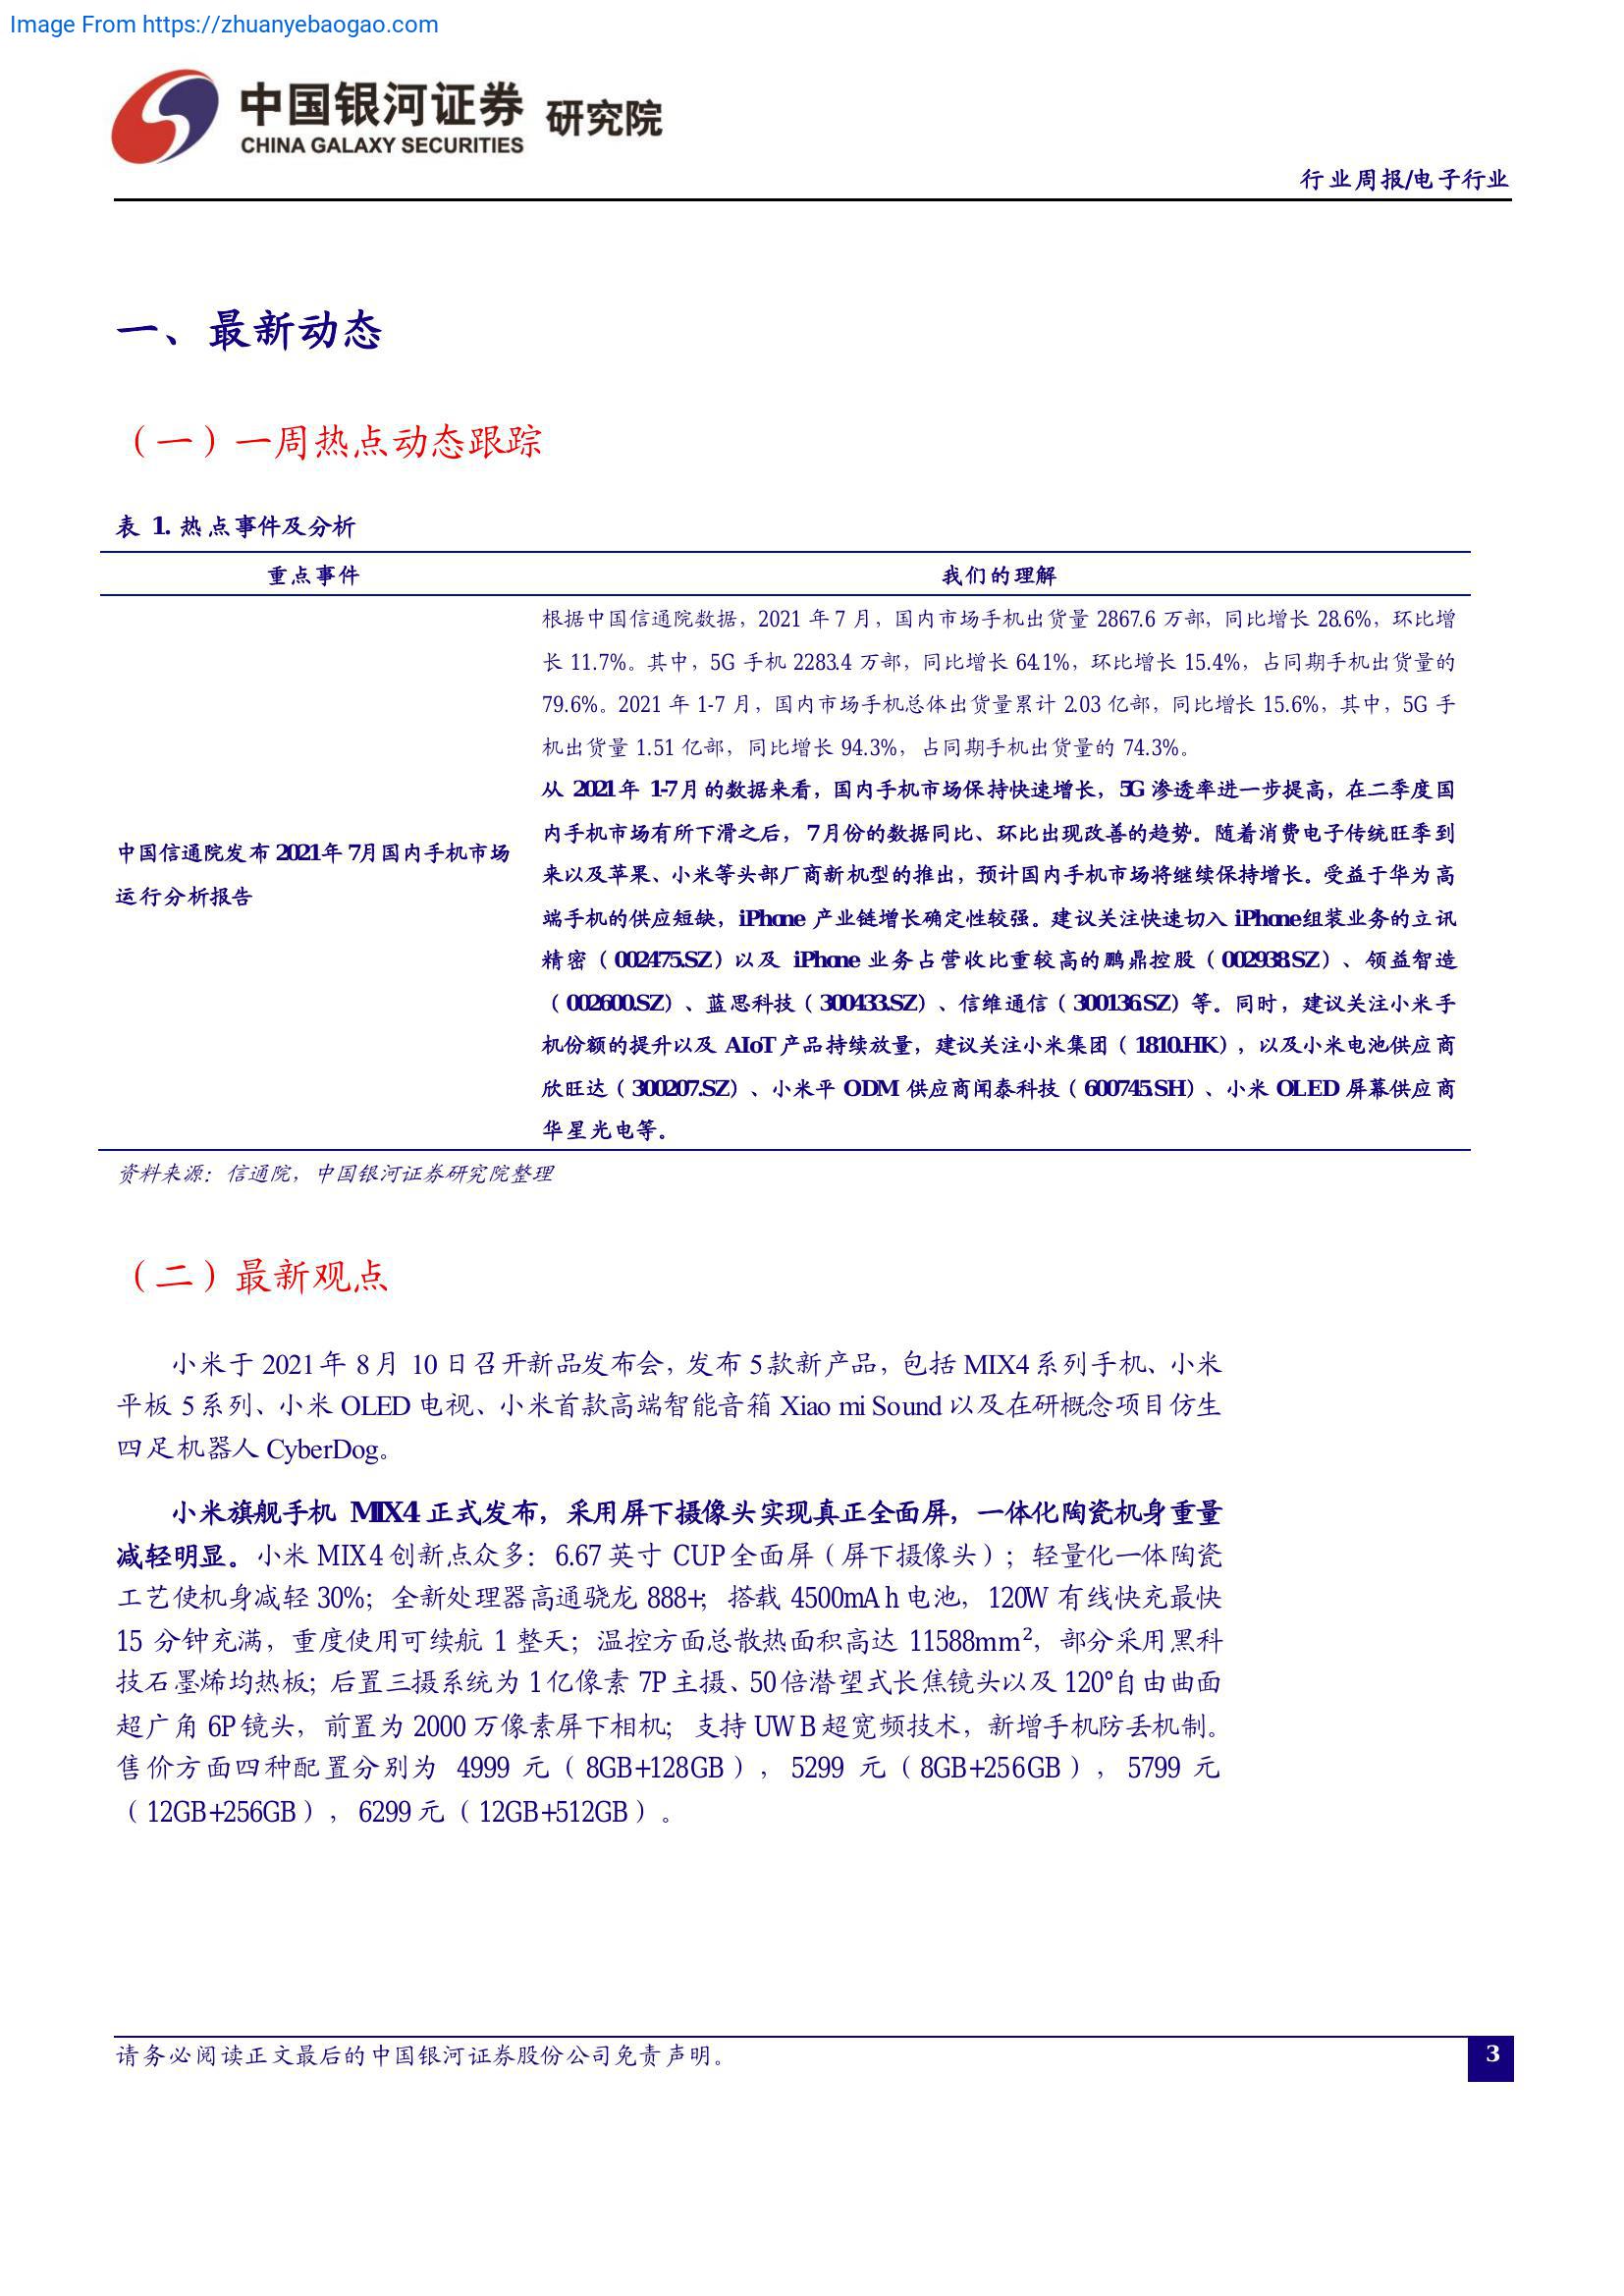 Image From https://zhuanyebaogao.com
中国银河证券 研究院
CHINA GALAXY SECURITIES
行业周报/电子行业
一、最新动态
（一）一周热点动态跟踪
表 1. 热点事件及分析
重点事件 我们的理解
中国信通院发布 2021年 7月国内手机市场
运行分析报告
根据中国信通院数据，2021 年 7 月，国内市场手机出货量 2867.6 万部，同比增长 28.6%，环比增
长 11.7%。其中，5G 手机 2283.4 万部，同比增长 64.1%，环比增长 15.4%，占同期手机出货量的
79.6%。2021 年 1-7 月，国内市场手机总体出货量累计 2.03 亿部，同比增长 15.6%，其中，5G 手
机出货量 1.51 亿部，同比增长 94.3%，占同期手机出货量的 74.3%。
从 2021年 1-7月的数据来看，国内手机市场保持快速增长，5G 渗透率进一步提高，在二季度国
内手机市场有所下滑之后，7月份的数据同比、环比出现改善的趋势。随着消费电子传统旺季到
来以及苹果、小米等头部厂商新机型的推出，预计国内手机市场将继续保持增长。受益于华为高
端手机的供应短缺，iPhone 产业链增长确定性较强。建议关注快速切入 iPhone组装业务的立讯
精密（002475.SZ）以及 iPhone 业务占营收比重较高的鹏鼎控股（002938.SZ）、领益智造
（002600.SZ）、蓝思科技（300433.SZ）、信维通信（300136.SZ）等。同时，建议关注小米手
机份额的提升以及 AIoT 产品持续放量，建议关注小米集团（1810.HK），以及小米电池供应商
欣旺达（300207.SZ）、小米平 ODM 供应商闻泰科技（600745.SH）、小米 OLED 屏幕供应商
华星光电等。
资料来源：信通院，中国银河证券研究院整理
（二）最新观点
小米于 2021 年 8 月 10 日召开新品发布会，发布 5 款新产品，包括 MIX4 系列手机、小米
平板 5 系列、小米 OLED 电视、小米首款高端智能音箱 Xiao mi Sound 以及在研概念项目仿生
四足机器人 CyberDog。
小米旗舰手机 MIX4 正式发布，采用屏下摄像头实现真正全面屏，一体化陶瓷机身重量
减轻明显。小米 MIX 4 创新点众多：6.67 英寸 CUP 全面屏（屏下摄像头）；轻量化一体陶瓷
工艺使机身减轻 30%；全新处理器高通骁龙 888+；搭载 4500mA h 电池，120W 有线快充最快
15 分钟充满，重度使用可续航 1 整天；温控方面总散热面积高达 11588mm²，部分采用黑科
技石墨烯均热板；后置三摄系统为 1 亿像素 7P 主摄、50 倍潜望式长焦镜头以及 120°自由曲面
超广角 6P 镜头，前置为 2000 万像素屏下相机；支持 UW B 超宽频技术，新增手机防丢机制。
售价方面四种配置分别为 4999 元（8GB+128GB），5299 元（8GB+256GB），5799 元
（12GB+256GB），6299 元（12GB+512GB）。
请务必阅读正文最后的中国银河证券股份公司免责声明。
3